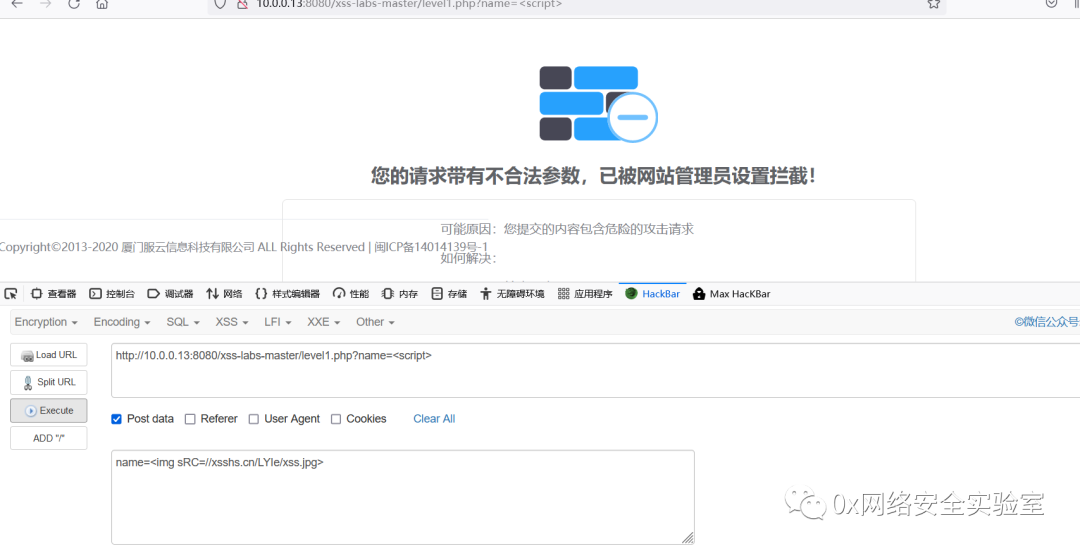 10.0.0.13:8080/xss-labs-master/level1.php?name=<script>
您的请求带有不合法参数，已被网站管理员设置拦截！
可能原因：您提交的内容包含危险的攻击请求
Copyright©2013-2020 厦门服云信息科技有限公司 ALL Rights Reserved | 闽ICP备14014139号-1
如何解决：
查看器 控制台 调试器 网络 样式编辑器 性能 内存 存储 无障碍环境 应用程序 HackBar Max HacKBar
Encryption Encoding SQL XSS LFI XXE Other ©微信公众号
Load URL
http://10.0.0.13:8080/xss-labs-master/level1.php?name=<script>
Split URL
Execute
Post data Referer User Agent Cookies Clear All
ADD "/"
name=<img sRC=//xsshs.cn/LYIe/xss.jpg>
0x网络安全实验室